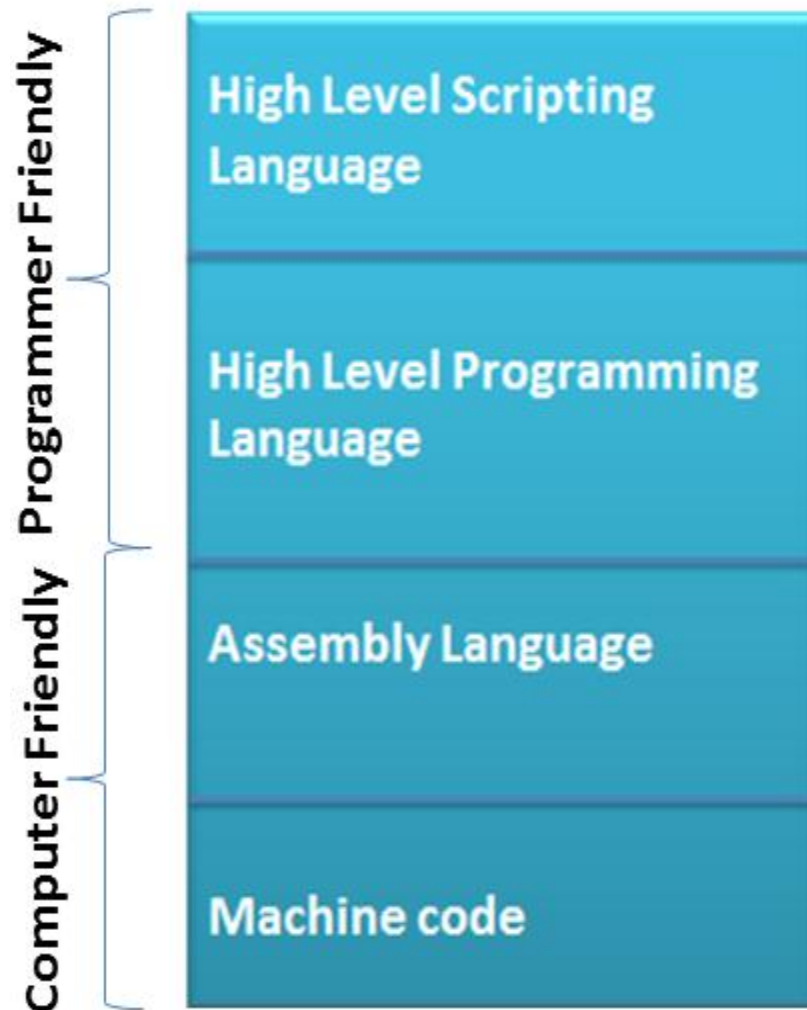 Programmer Friendly
High Level Scripting
Language
High Level Programming
Language
Computer Friendly
Assembly Language
Machine code